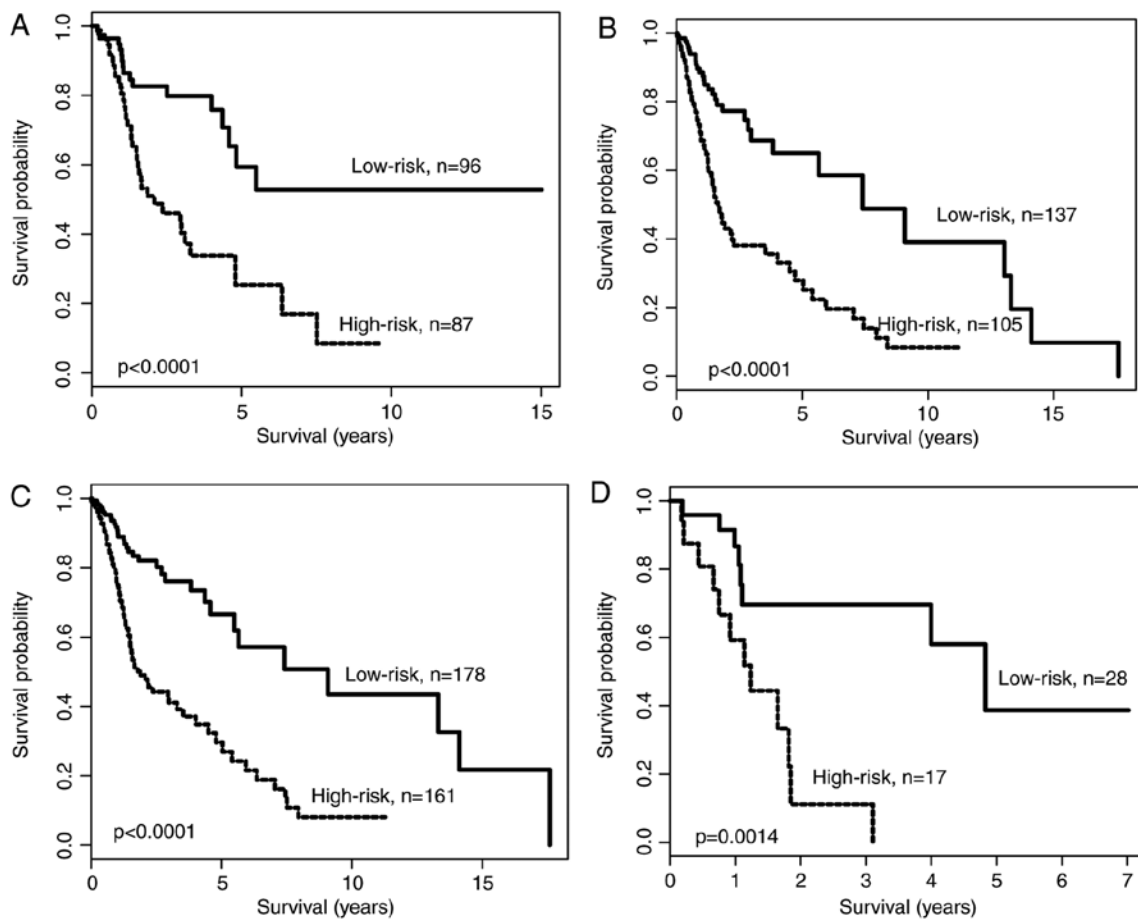 A
Survival probability
1.0
0.8
0.6
0.4
0.2
0.0
Low-risk, n=96
High-risk, n=87
p<0.0001
0 5 10 15
Survival (years)
B
Survival probability
1.0
0.8
0.6
0.4
0.2
0.0
Low-risk, n=137
High-risk, n=105
p<0.0001
0 5 10 15
Survival (years)
C
Survival probability
1.0
0.8
0.6
0.4
0.2
0.0
Low-risk, n=178
High-risk, n=161
p<0.0001
0 5 10 15
Survival (years)
D
Survival probability
1.0
0.8
0.6
0.4
0.2
0.0
Low-risk, n=28
High-risk, n=17
p=0.0014
0 1 2 3 4 5 6 7
Survival (years)